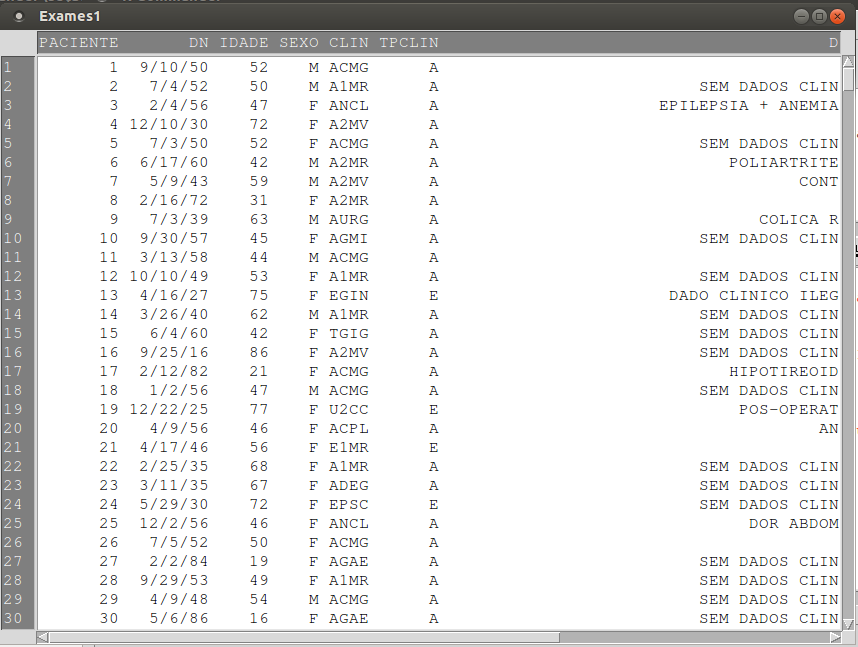 Exames1
PACIENTE DN IDADE SEXO CLIN TPCLIN D
1 1 9/10/50 52 M ACMG A
2 2 7/4/52 50 M A1MR A SEM DADOS CLIN
3 3 2/4/56 47 F ANCL A EPILEPSIA + ANEMIA
4 4 12/10/30 72 F A2MV A
5 5 7/3/50 52 F ACMG A SEM DADOS CLIN
6 6 6/17/60 42 M A2MR A POLIARTRITE
7 7 5/9/43 59 M A2MV A CONT
8 8 2/16/72 31 F A2MR A
9 9 7/3/39 63 M AURG A COLICA R
10 10 9/30/57 45 F AGMI A SEM DADOS CLIN
11 11 3/13/58 44 M ACMG A
12 12 10/10/49 53 F A1MR A SEM DADOS CLIN
13 13 4/16/27 75 F EGIN E DADO CLINICO ILEG
14 14 3/26/40 62 M A1MR A SEM DADOS CLIN
15 15 6/4/60 42 F TGIG A SEM DADOS CLIN
16 16 9/25/16 86 F A2MV A SEM DADOS CLIN
17 17 2/12/82 21 F ACMG A HIPOTIREOID
18 18 1/2/56 47 M ACMG A SEM DADOS CLIN
19 19 12/22/25 77 F U2CC E POS-OPERAT
20 20 4/9/56 46 F ACPL A AN
21 21 4/17/46 56 F E1MR E
22 22 2/25/35 68 F A1MR A SEM DADOS CLIN
23 23 3/11/35 67 F ADEG A SEM DADOS CLIN
24 24 5/29/30 72 F EPSC E SEM DADOS CLIN
25 25 12/2/56 46 F ANCL A DOR ABDOM
26 26 7/5/52 50 F ACMG A
27 27 2/2/84 19 F AGAE A SEM DADOS CLIN
28 28 9/29/53 49 F A1MR A SEM DADOS CLIN
29 29 4/9/48 54 M ACMG A SEM DADOS CLIN
30 30 5/6/86 16 F AGAE A SEM DADOS CLIN